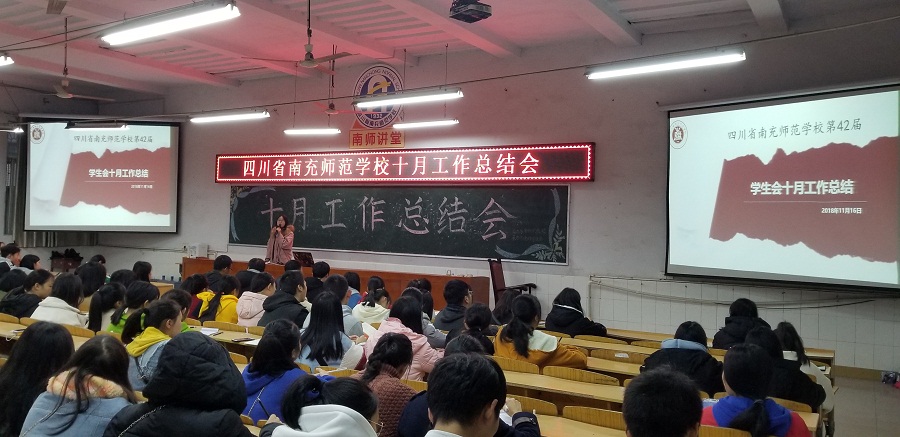 四川省南充师范学校第42届
学生会十月工作总结
南师讲堂
四川省南充师范学校十月工作总结会
十月工作总结会
四川省南充师范学校第42届
学生会十月工作总结
2018年11月16日